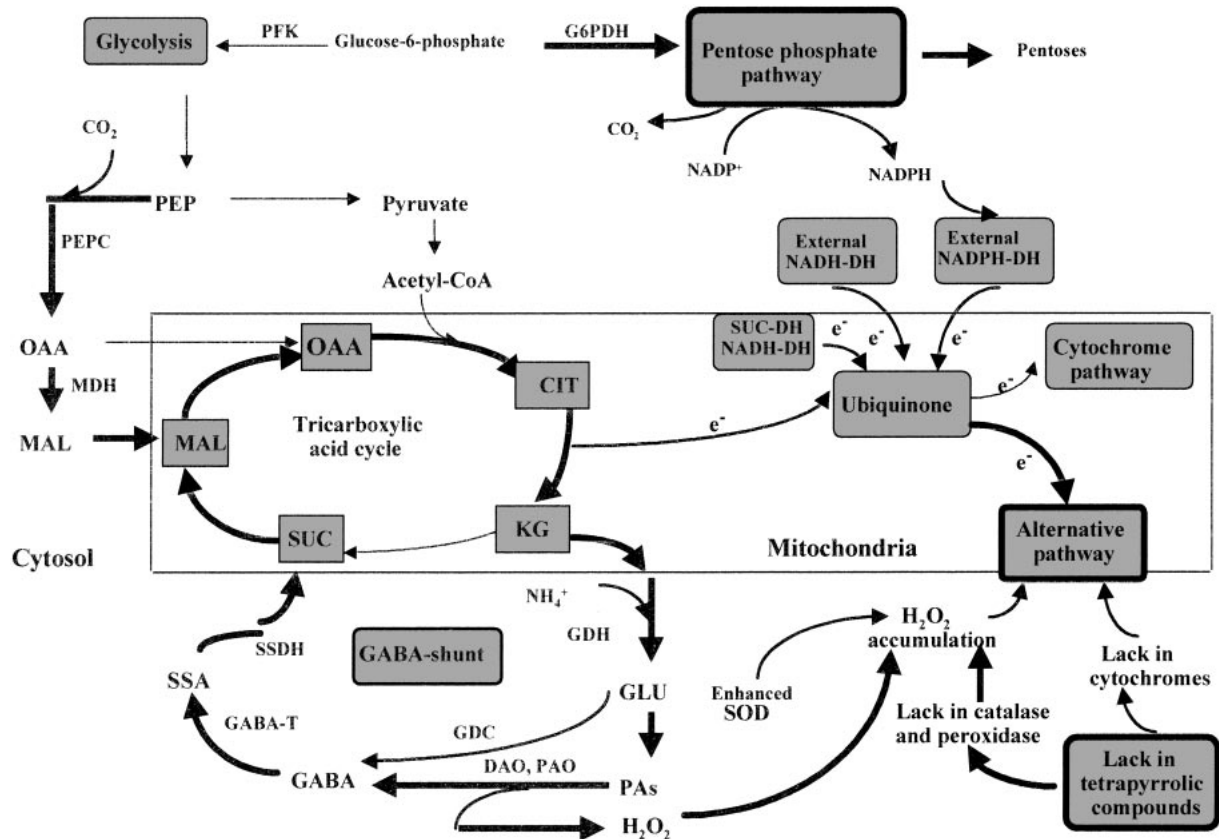 Glycolysis
PFK
Glucose-6-phosphate
G6PDH
Pentose phosphate
pathway
Pentoses
CO₂
CO₂
NADP⁺
NADPH
PEP
Pyruvate
PEPC
External
NADH-DH
External
NADPH-DH
Acetyl-CoA
OAA
OAA
SUC-DH
NADH-DH
e⁻
e⁻
e⁻
Cytochrome
pathway
MDH
CIT
Ubiquinone
e⁻
MAL
MAL
Tricarboxylic
acid cycle
e⁻
e⁻
Cytosol
SUC
KG
Mitochondria
Alternative
pathway
NH₄⁺
GDH
H₂O₂
accumulation
SSDH
GABA-shunt
SSA
GLU
Enhanced
SOD
Lack in
cytochromes
GABA-T
GDC
Lack in catalase
and peroxidase
GABA
DAO, PAO
PAs
Lack in
tetrapyrrolic
compounds
H₂O₂